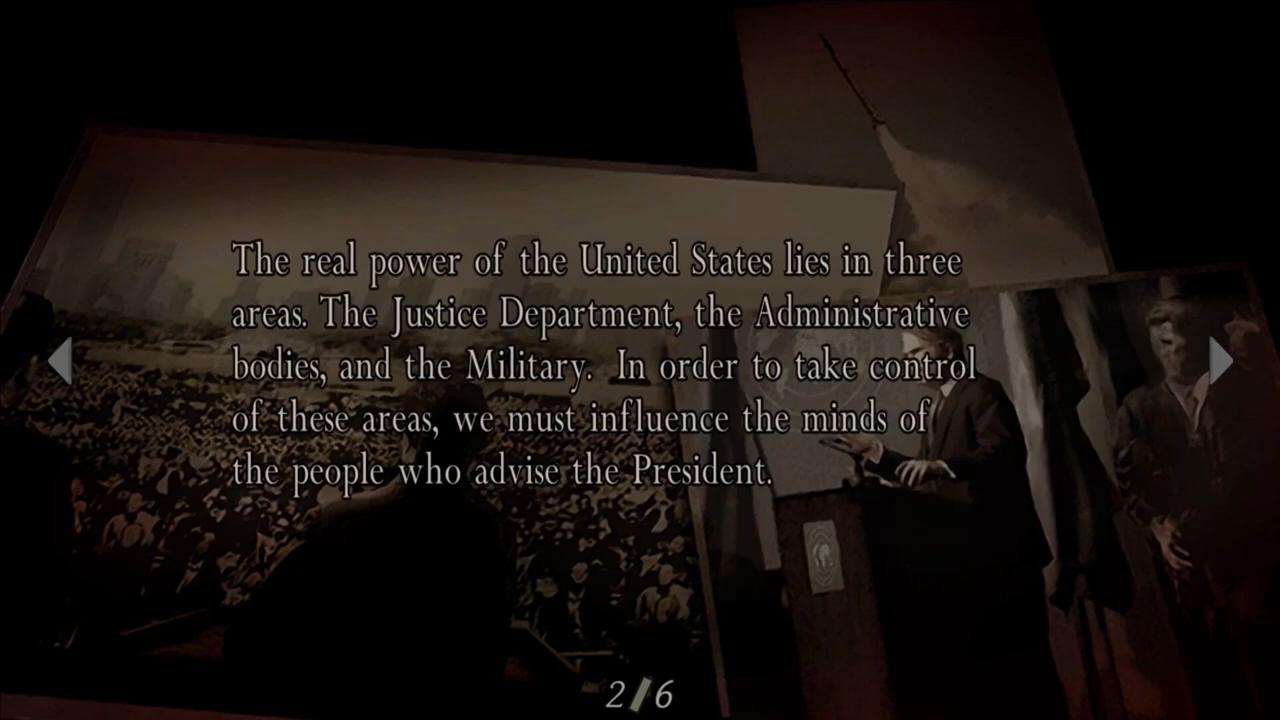 The real power of the United States lies in three
areas. The Justice Department, the Administrative
bodies, and the Military.  In order to take control
of these areas, we must influence the minds of
the people who advise the President.
2/6